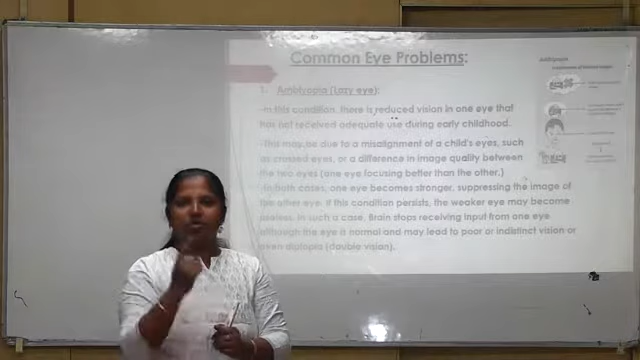 Common Eye Problems:
1. Amblyopia (Lazy eye):
-In this condition, there is reduced vision in one eye that
has not received adequate use during early childhood.
-This may be due to a misalignment of a child's eyes, such
as crossed eyes, or a difference in image quality between
the two eyes (one eye focusing better than the other.)
-In both cases, one eye becomes stronger, suppressing the image of
the other eye. If this condition persists, the weaker eye may become
useless. In such a case, Brain stops receiving input from one eye
although the eye is normal and may lead to poor or indistinct vision or
even diplopia (double vision).